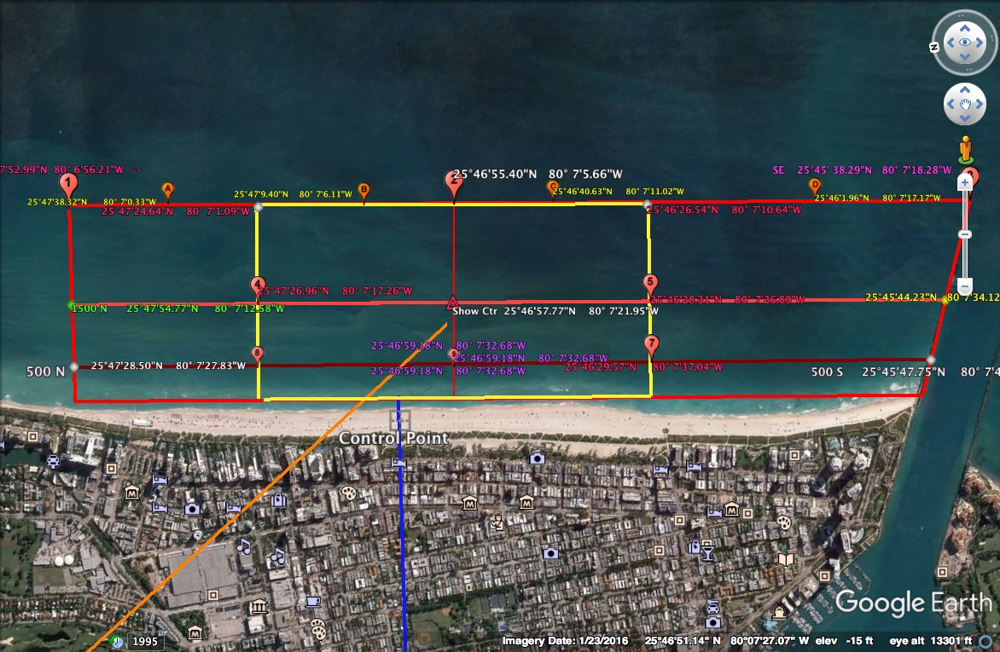 7'52.99"N 80° 6'56.21"W --
1
A
B
2
25°46'55.40"N 80° 7'5.66"W
C
SE 25°45' 38.29"N 80° 7'18.28"W
D
25°47'38.32"N 80° 7'0.33"W
25°47'24.64"N 80° 7'1.09"W
25°47'9.40"N 80° 7'6.11"W
25°46'40.63"N 80° 7'11.02"W
25°46'26.54"N 80° 7'10.64"W
25°46'1.96"N 80° 7'17.17"W
4
25°47'26.96"N 80° 7'17.26"W
5
25°46'28.31"N 80° 7'26.89"W
25°45'44.23"N 80° 7'34.12
1500 N 25°47'54.77"N 80° 7'12.58"W
Show Ctr 25°46'57.77"N 80° 7'21.95"W
25°46'59.18"N 80° 7'32.68"W
8
7
25°46'59.18"N 80° 7'32.68"W
500 N 25°47'28.50"N 80° 7'27.83"W
25°46'29.57"N 80° 7'37.04"W
25°46'59.18"N 80° 7'32.68"W
500 S 25°45'47.75"N 80° 7'4
Control Point
Google Earth
1995
Imagery Date: 1/23/2016 25°46'51.14" N 80°07'27.07" W elev -15 ft eye alt 13301 ft